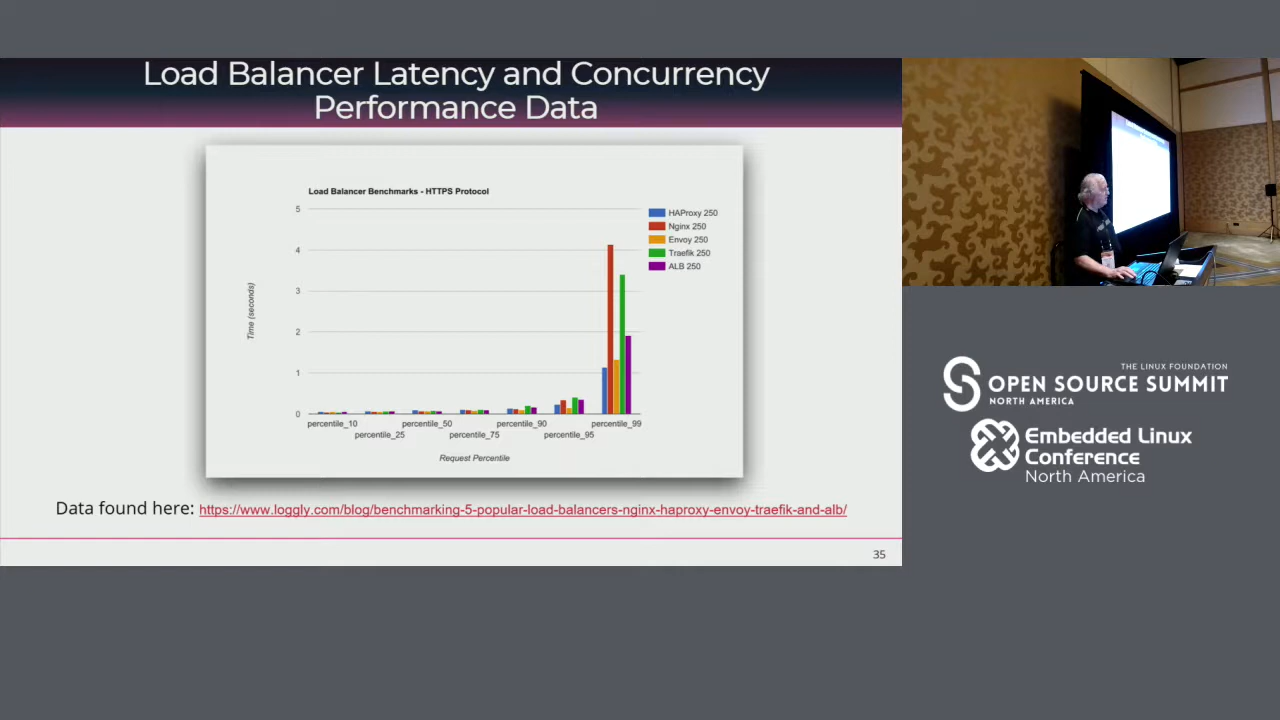 Load Balancer Latency and Concurrency
Performance Data
Load Balancer Benchmarks - HTTPS Protocol
5
4
3
2
1
0
Time (seconds)
HAProxy 250
Nginx 250
Envoy 250
Traefik 250
ALB 250
percentile_10
percentile_25
percentile_50
percentile_75
percentile_90
percentile_95
percentile_99
Request Percentile
Data found here: https://www.loggly.com/blog/benchmarking-5-popular-load-balancers-nginx-haproxy-envoy-traefik-and-alb/
35
THE LINUX FOUNDATION
OPEN SOURCE SUMMIT
NORTH AMERICA
Embedded Linux
Conference
North America